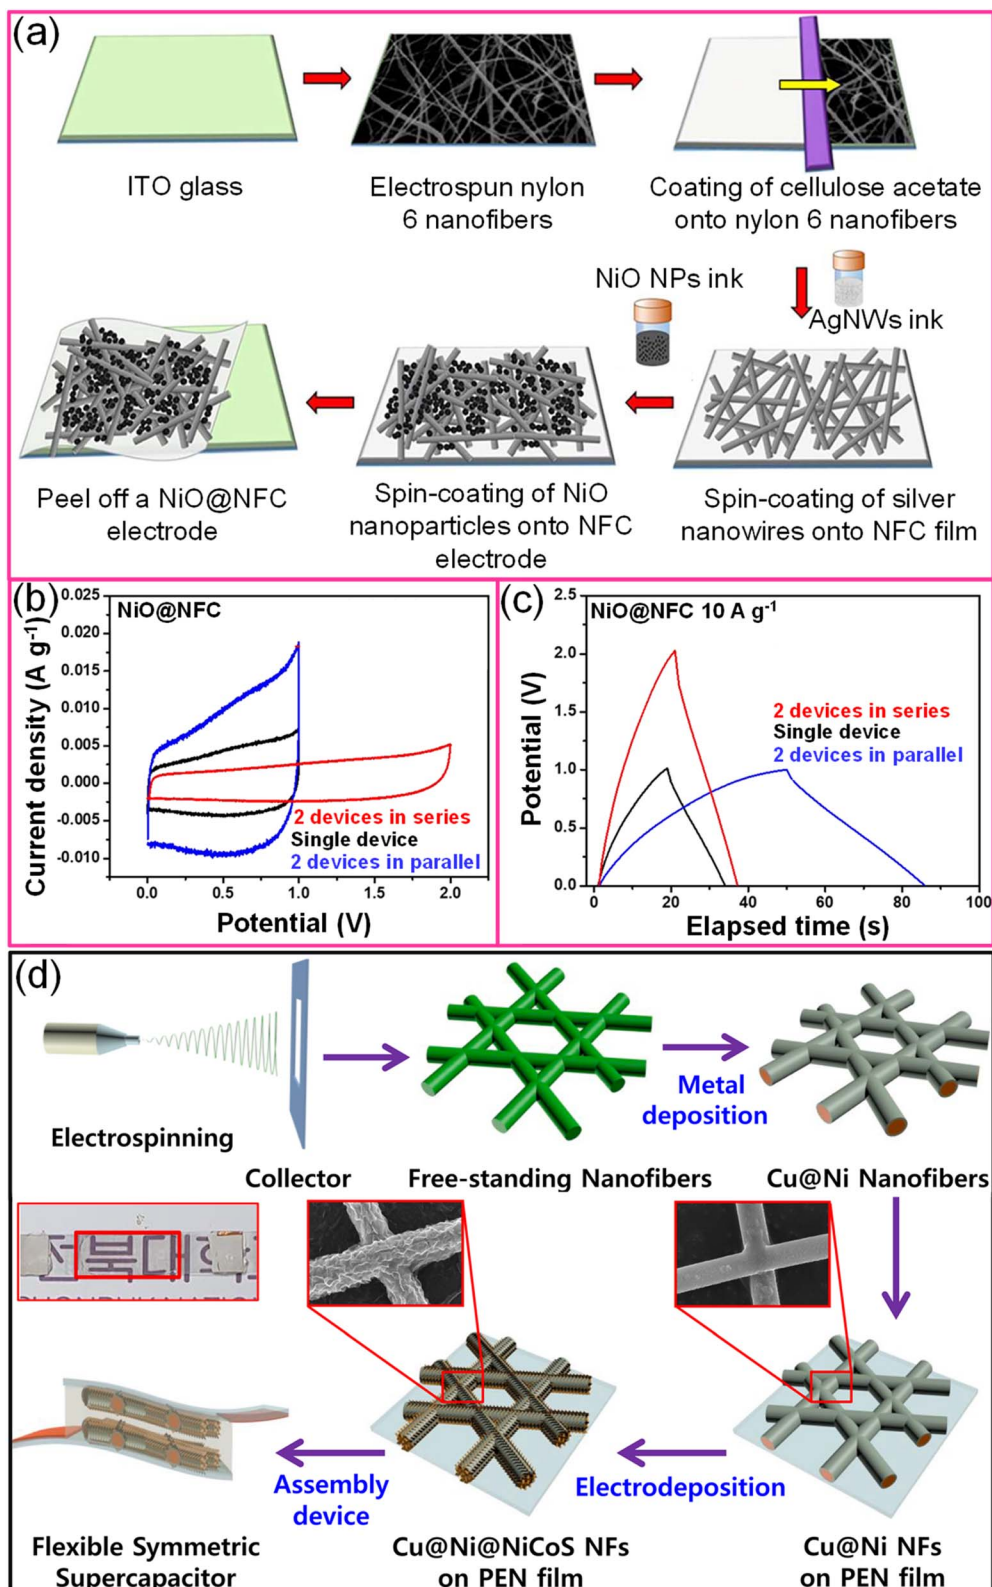 (a)
ITO glass
Electrospun nylon
6 nanofibers
Coating of cellulose acetate
onto nylon 6 nanofibers
NiO NPs ink
AgNWs ink
Peel off a NiO@NFC
electrode
Spin-coating of NiO
nanoparticles onto NFC
electrode
Spin-coating of silver
nanowires onto NFC film
(b)
NiO@NFC
Current density (A g⁻¹)
0.025
0.020
0.015
0.010
0.005
0.000
-0.005
-0.010
2 devices in series
Single device
2 devices in parallel
0.0 0.5 1.0 1.5 2.0
Potential (V)
(c)
NiO@NFC 10 A g⁻¹
Potential (V)
2.5
2.0
1.5
1.0
0.5
0.0
2 devices in series
Single device
2 devices in parallel
0 20 40 60 80 100
Elapsed time (s)
(d)
Electrospinning
Collector
Free-standing Nanofibers
Metal
deposition
Cu@Ni Nanofibers
전북대학
Flexible Symmetric
Supercapacitor
Assembly
device
Cu@Ni@NiCoS NFs
on PEN film
Electrodeposition
Cu@Ni NFs
on PEN film